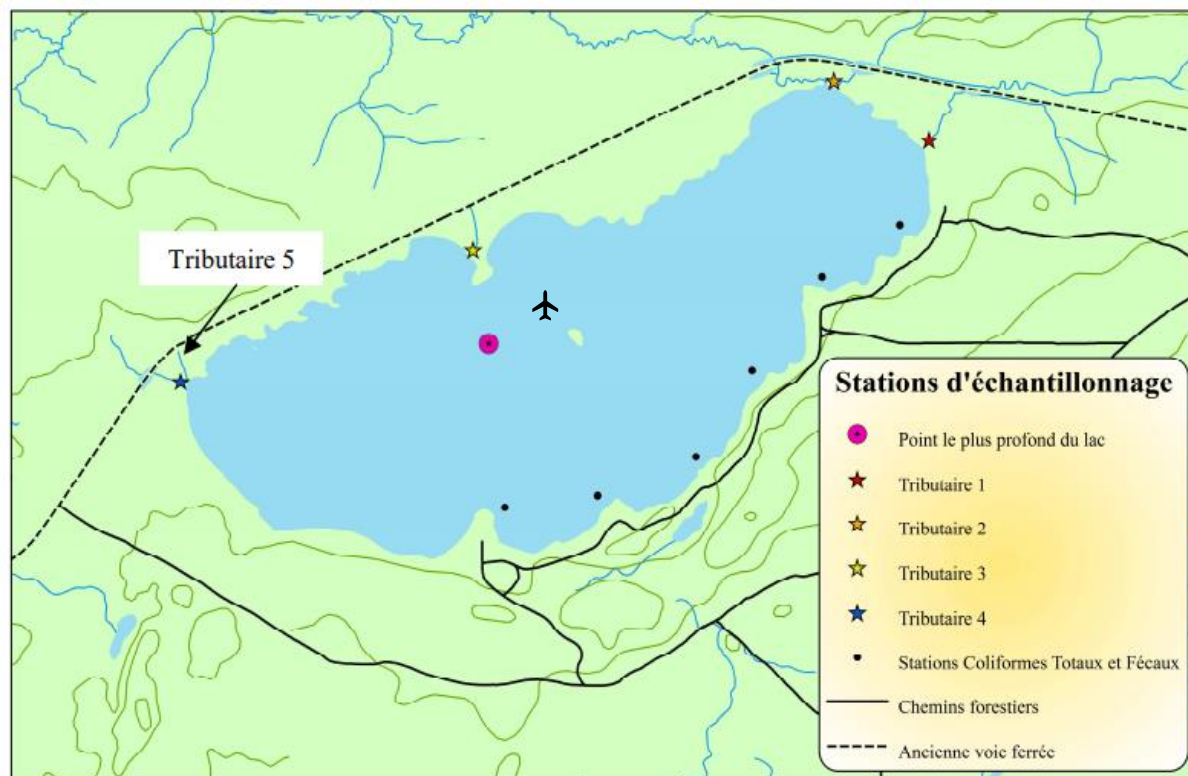 Tributaire 5
Stations d'échantillonnage
Point le plus profond du lac
Tributaire 1
Tributaire 2
Tributaire 3
Tributaire 4
Stations Coliformes Totaux et Fécaux
Chemins forestiers
Ancienne voie ferrée